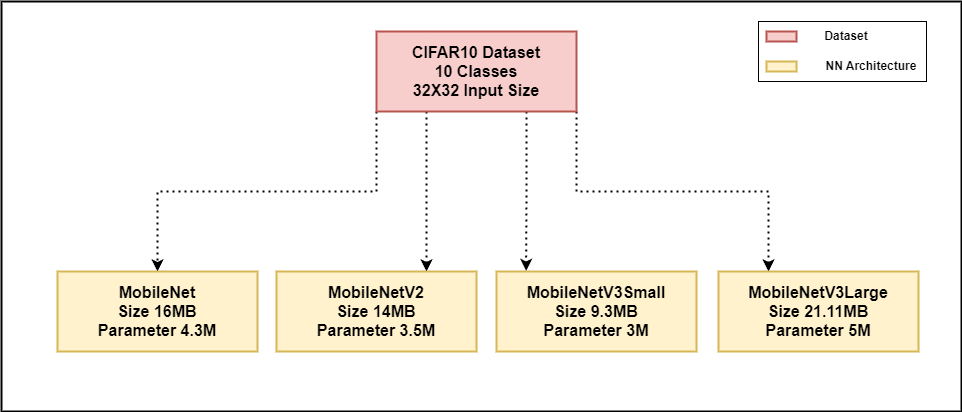 CIFAR10 Dataset
10 Classes
32X32 Input Size
Dataset
NN Architecture
MobileNet
Size 16MB
Parameter 4.3M
MobileNetV2
Size 14MB
Parameter 3.5M
MobileNetV3Small
Size 9.3MB
Parameter 3M
MobileNetV3Large
Size 21.11MB
Parameter 5M